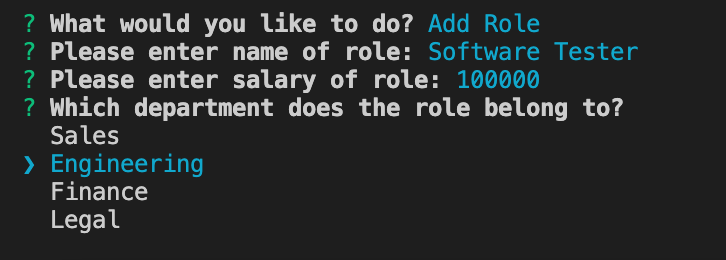 ? What would you like to do? Add Role
? Please enter name of role: Software Tester
? Please enter salary of role: 100000
? Which department does the role belong to?
Sales
❯ Engineering
Finance
Legal